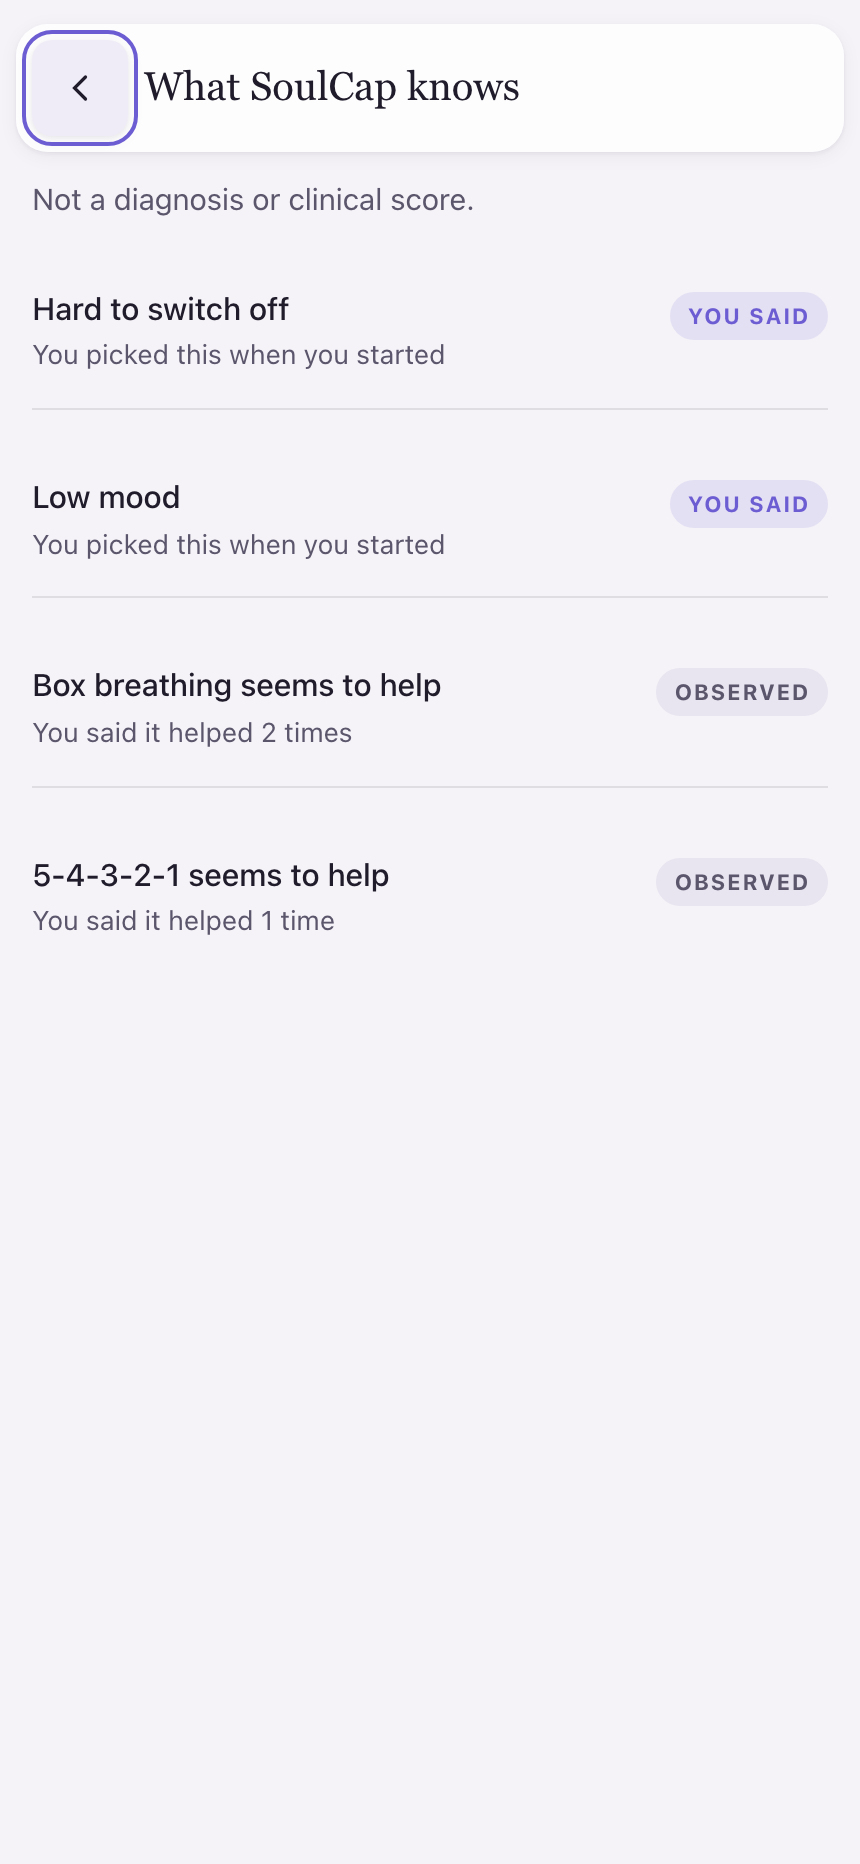 What SoulCap knows
Not a diagnosis or clinical score.
Hard to switch off
YOU SAID
You picked this when you started
Low mood
YOU SAID
You picked this when you started
Box breathing seems to help
OBSERVED
You said it helped 2 times
5-4-3-2-1 seems to help
OBSERVED
You said it helped 1 time